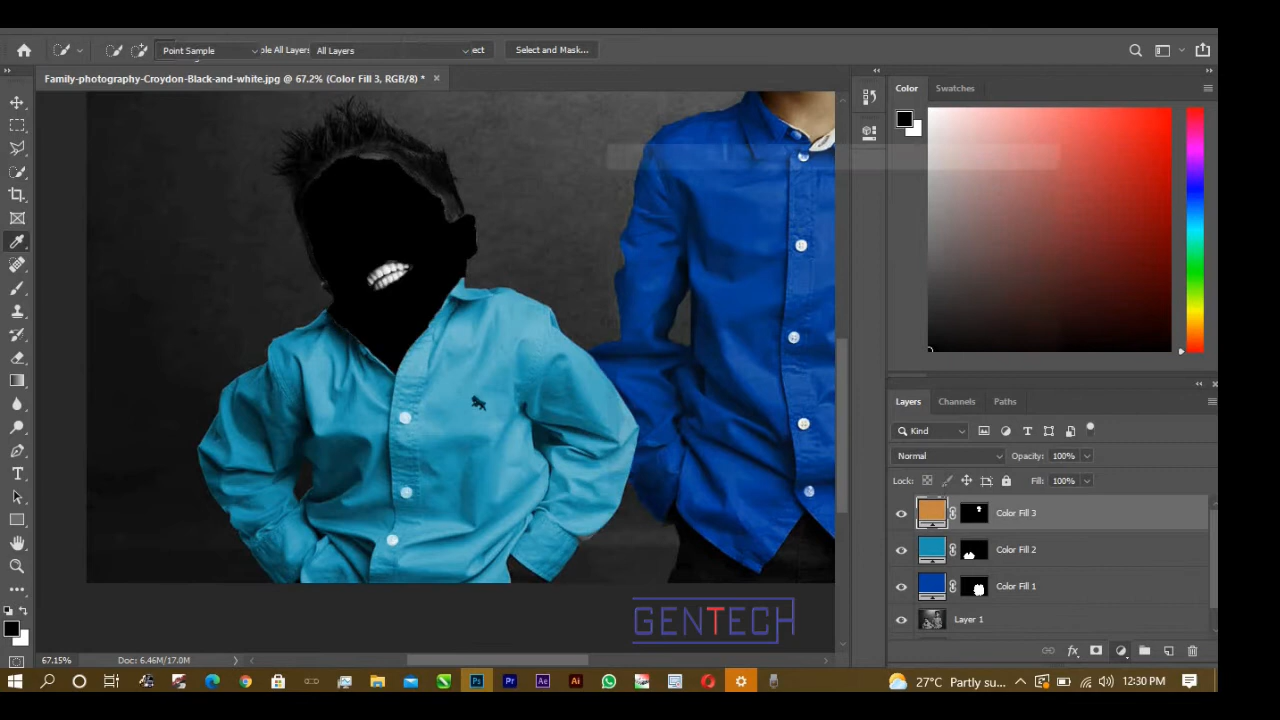 Point Sample
ple All Layers
All Layers
ect
Select and Mask...
Family-photography-Croydon-Black-and-white.jpg @ 67.2% (Color Fill 3, RGB/8) *
Color
Swatches
Layers
Channels
Paths
Kind
Normal
Opacity: 100%
Lock:
Fill: 100%
Color Fill 3
Color Fill 2
Color Fill 1
Layer 1
GENTECH
67.15%
Doc: 6.46M/17.0M
27°C Partly su...
12:30 PM